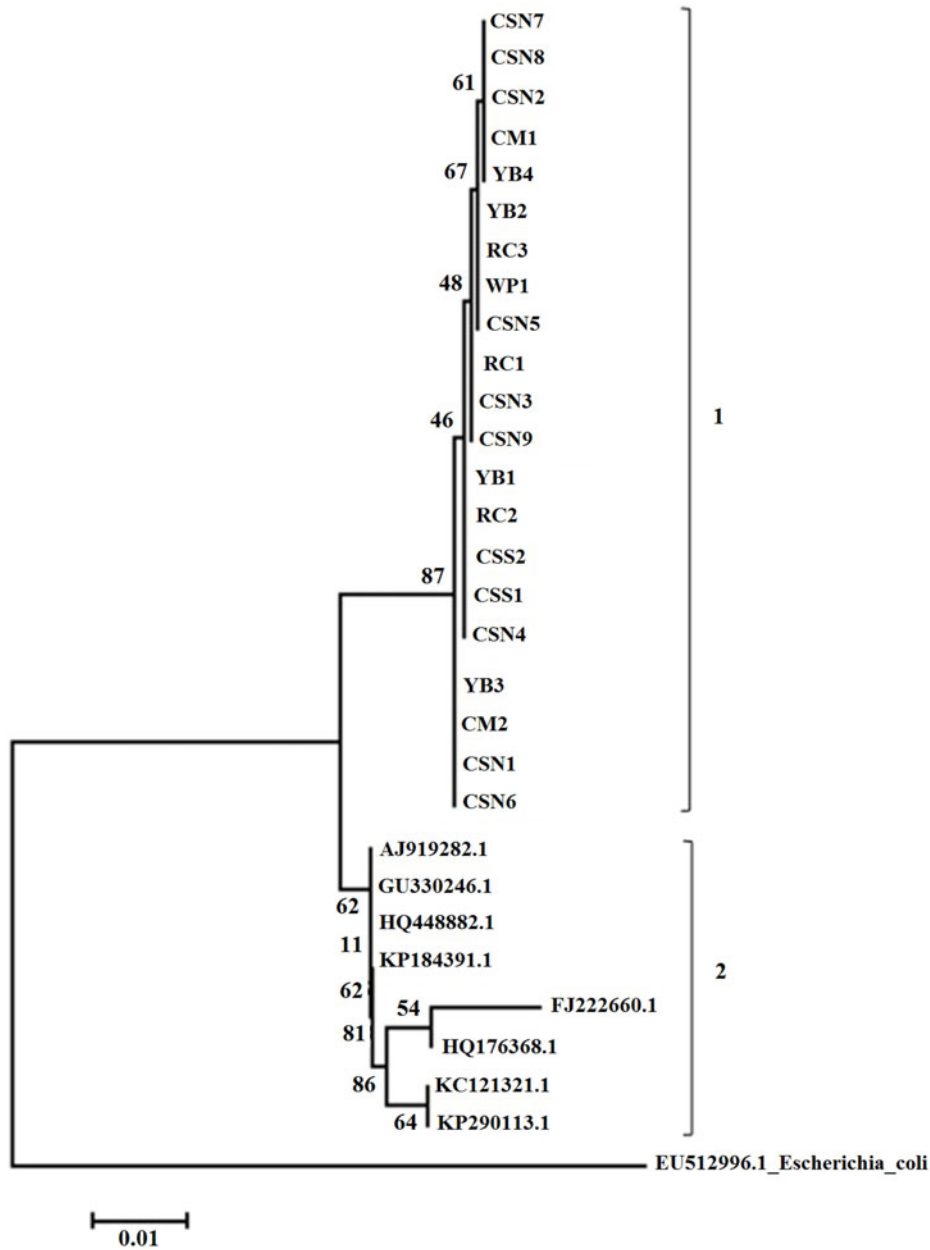 CSN7
CSN8
61
CSN2
CM1
67
YB4
YB2
RC3
48
WP1
CSN5
RC1
CSN3
46
CSN9
1
YB1
RC2
CSS2
87
CSS1
CSN4
YB3
CM2
CSN1
CSN6
AJ919282.1
GU330246.1
62
HQ448882.1
11
KP184391.1
2
62
54
FJ222660.1
81
HQ176368.1
86
KC121321.1
64
KP290113.1
EU512996.1_Escherichia_coli
0.01